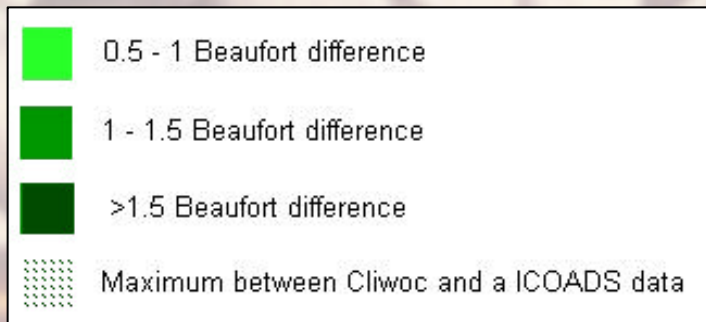 0.5 - 1 Beaufort difference
1 - 1.5 Beaufort difference
>1.5 Beaufort difference
Maximum between Cliwoc and a ICOADS data